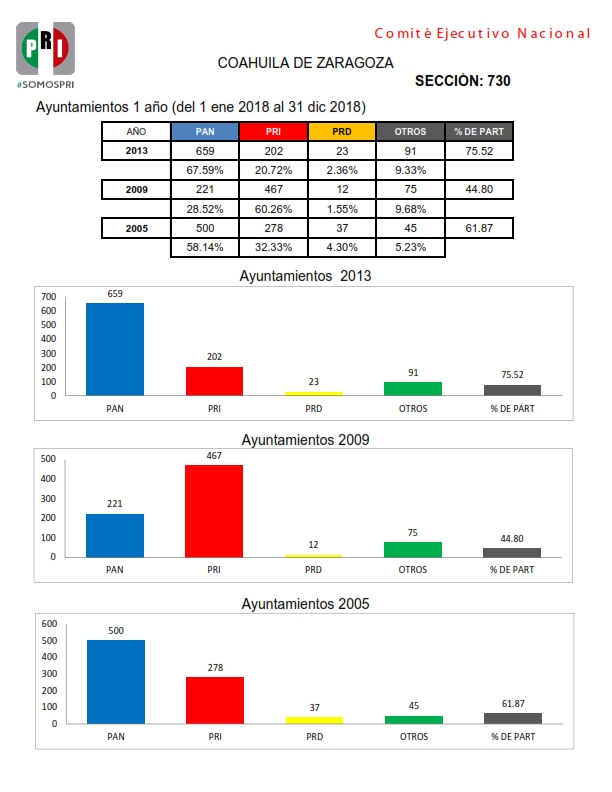 Comité Ejecutivo Nacional
PRI
#SOMOSPRI
COAHUILA DE ZARAGOZA
SECCIÓN: 730
Ayuntamientos 1 año (del 1 ene 2018 al 31 dic 2018)
AÑO PAN PRI PRD OTROS % DE PART
2013 659 202 23 91 75.52
67.59% 20.72% 2.36% 9.33%
2009 221 467 12 75 44.80
28.52% 60.26% 1.55% 9.68%
2005 500 278 37 45 61.87
58.14% 32.33% 4.30% 5.23%
Ayuntamientos 2013
700
600
500
400
300
200
100
0
659
202
23
91
75.52
PAN PRI PRD OTROS % DE PART
Ayuntamientos 2009
500
400
300
200
100
0
221
467
12
75
44.80
PAN PRI PRD OTROS % DE PART
Ayuntamientos 2005
600
500
400
300
200
100
0
500
278
37
45
61.87
PAN PRI PRD OTROS % DE PART